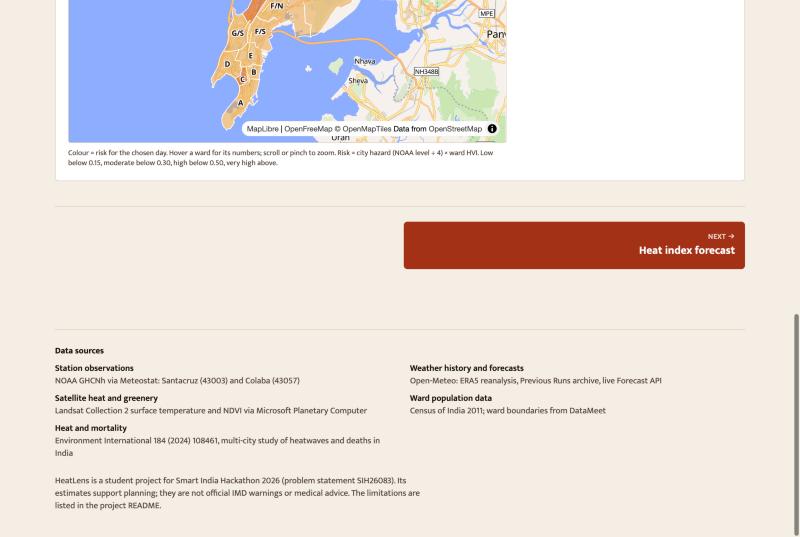 F/N
G/S
F/S
E
D
B
C
A
MPE
NH348B
Nhava
Sheva
Uran
MapLibre | OpenFreeMap © OpenMapTiles Data from OpenStreetMap
Colour = risk for the chosen day. Hover a ward for its numbers; scroll or pinch to zoom. Risk = city hazard (NOAA level ÷ 4) × ward HVI. Low
below 0.15, moderate below 0.30, high below 0.50, very high above.
NEXT →
Heat index forecast
Data sources
Station observations
NOAA GHCNh via Meteostat: Santacruz (43003) and Colaba (43057)
Weather history and forecasts
Open-Meteo: ERA5 reanalysis, Previous Runs archive, live Forecast API
Satellite heat and greenery
Landsat Collection 2 surface temperature and NDVI via Microsoft Planetary Computer
Ward population data
Census of India 2011; ward boundaries from DataMeet
Heat and mortality
Environment International 184 (2024) 108461, multi-city study of heatwaves and deaths in
India
HeatLens is a student project for Smart India Hackathon 2026 (problem statement SIH26083). Its
estimates support planning; they are not official IMD warnings or medical advice. The limitations are
listed in the project README.